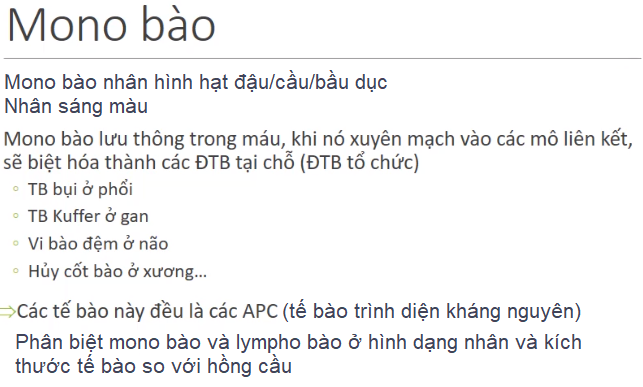 Mono bào
Mono bào nhân hình hạt đậu/cầu/bầu dục
Nhân sáng màu
Mono bào lưu thông trong máu, khi nó xuyên mạch vào các mô liên kết,
sẽ biệt hóa thành các ĐTB tại chỗ (ĐTB tổ chức)
◦ TB bụi ở phổi
◦ TB Kuffer ở gan
◦ Vi bào đệm ở não
◦ Hủy cốt bào ở xương...
⇒Các tế bào này đều là các APC (tế bào trình diện kháng nguyên)
Phân biệt mono bào và lympho bào ở hình dạng nhân và kích
thước tế bào so với hồng cầu